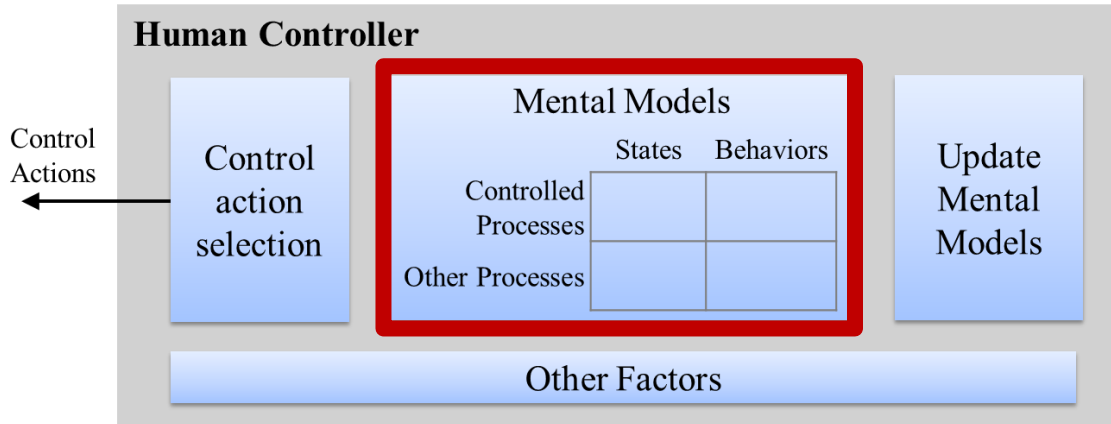 Human Controller
Control
Actions
Control
action
selection
Mental Models
States Behaviors
Controlled
Processes
Other Processes
Update
Mental
Models
Other Factors